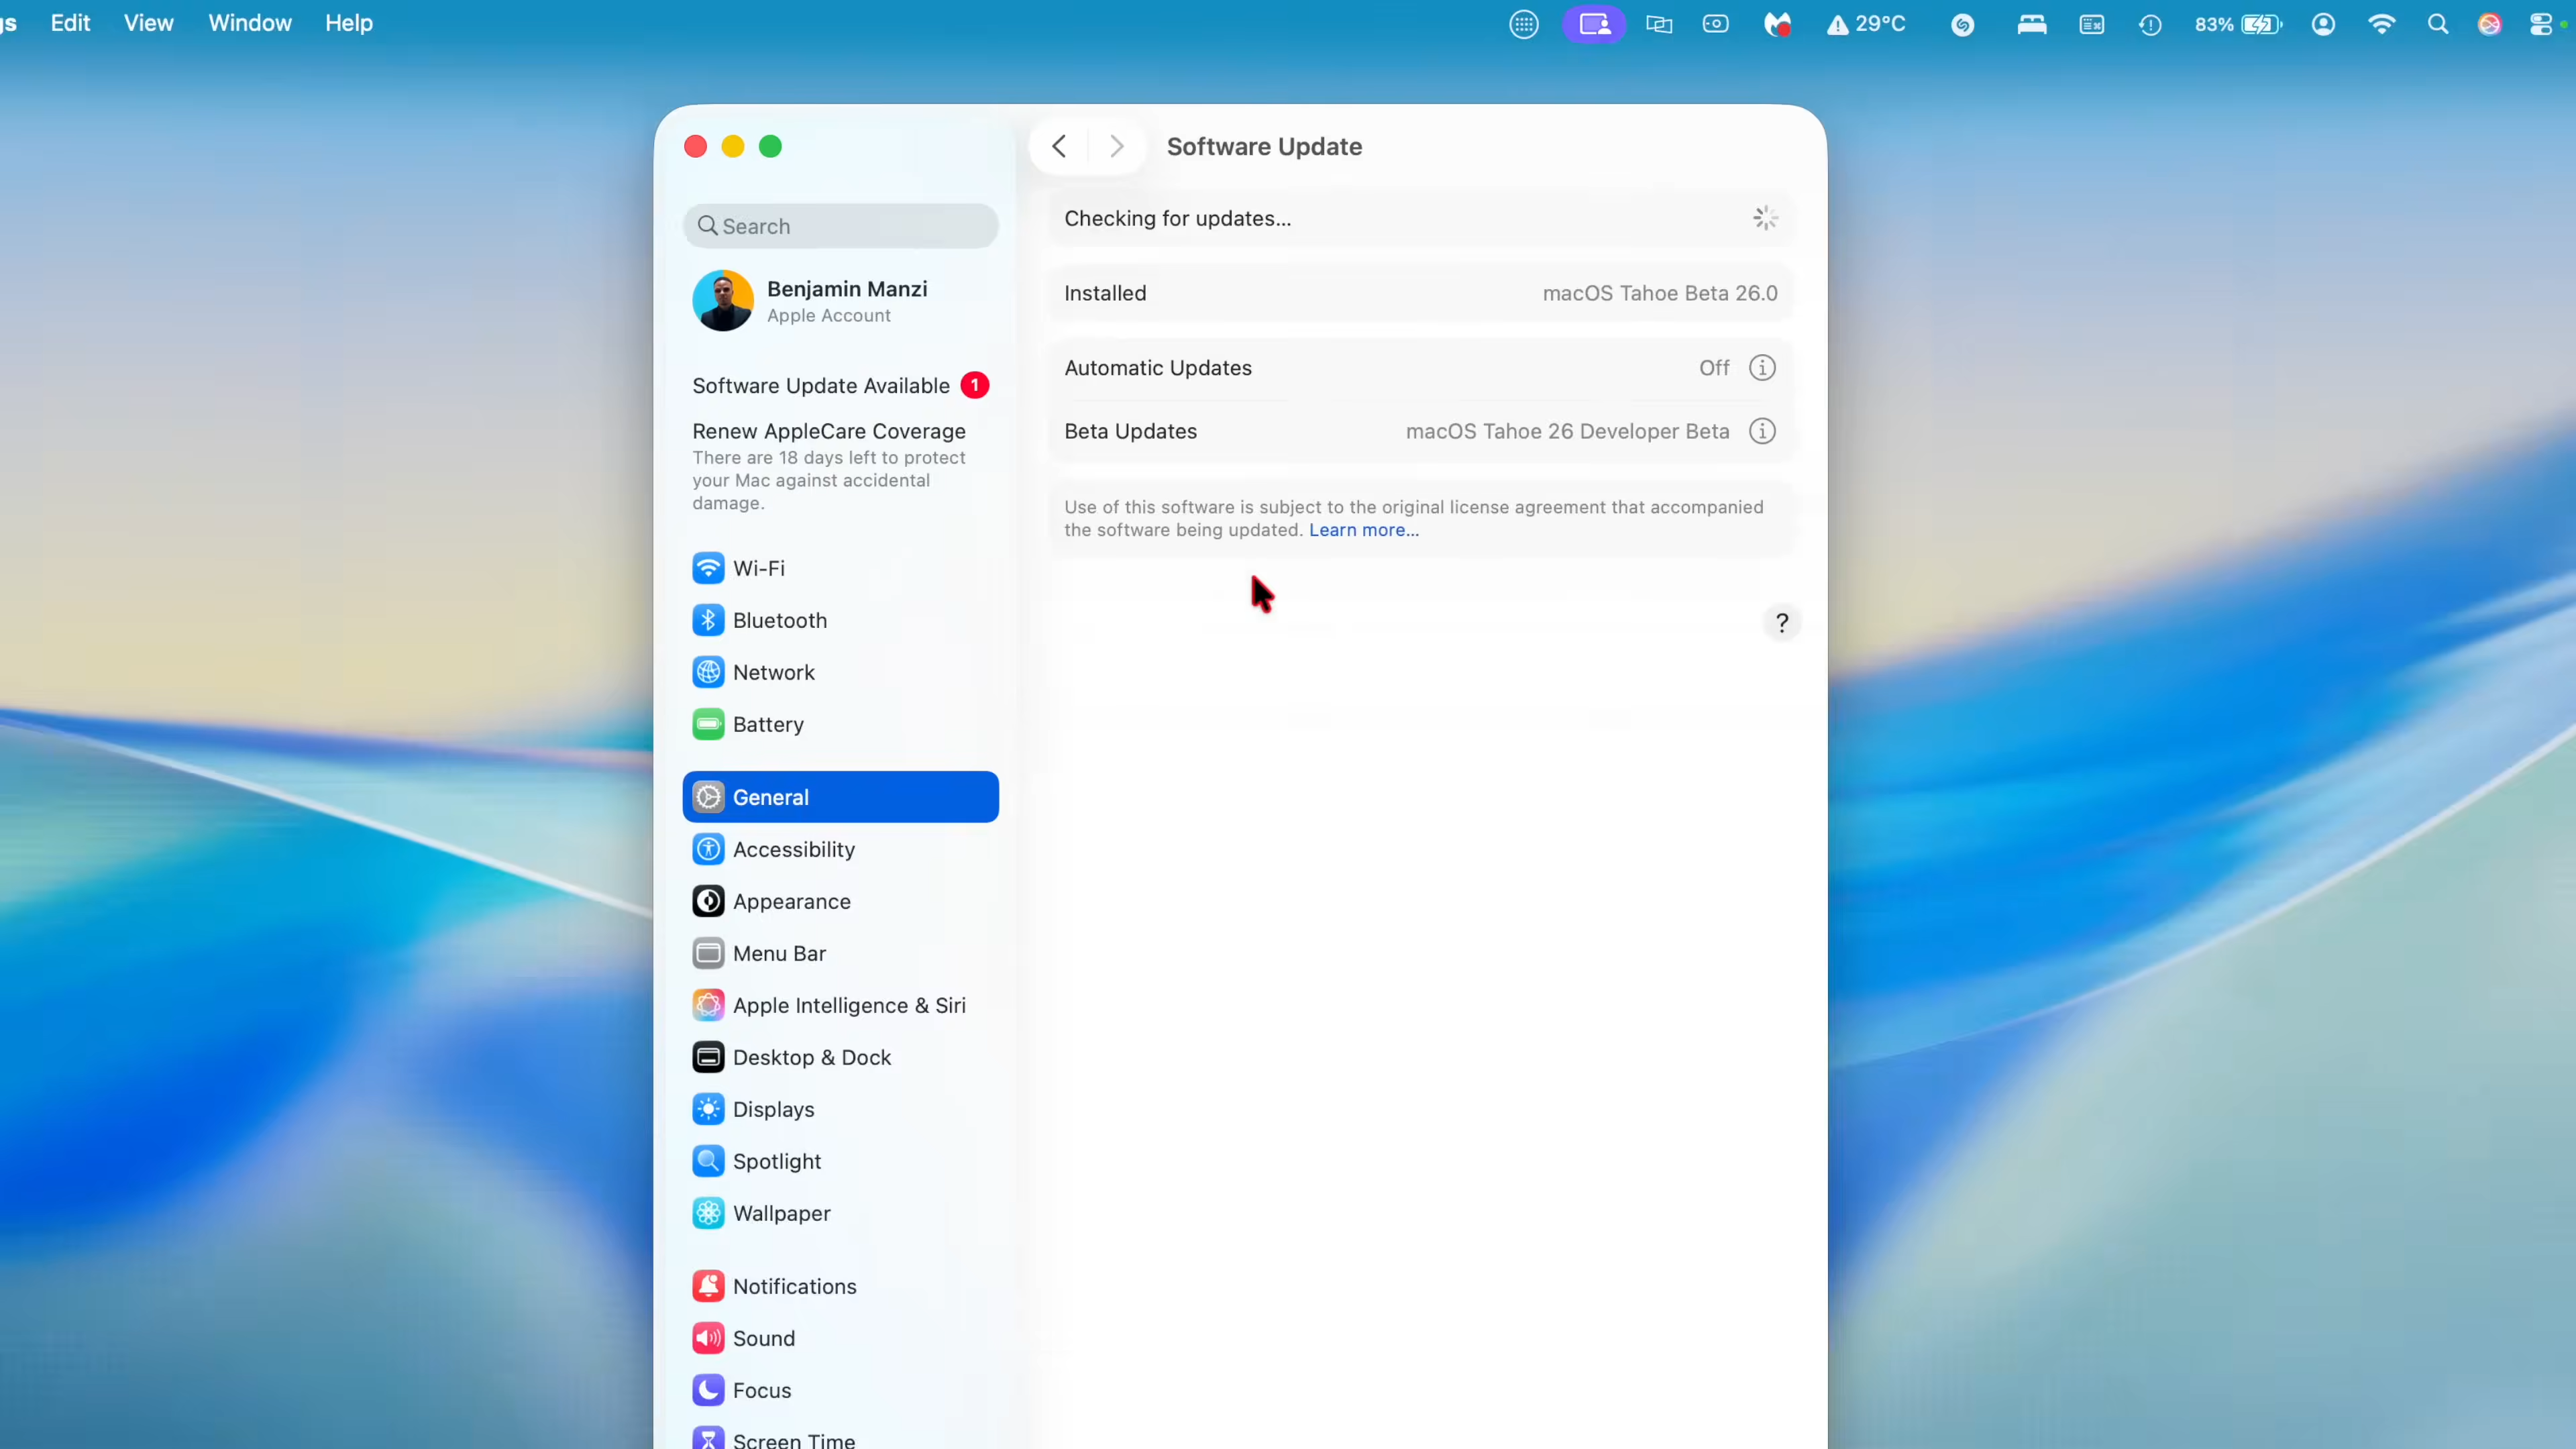 Edit View Window Help
29°C
83%
Software Update
Search
Benjamin Manzi
Apple Account
Software Update Available 1
Renew AppleCare Coverage
There are 18 days left to protect
your Mac against accidental
damage.
Wi-Fi
Bluetooth
Network
Battery
General
Accessibility
Appearance
Menu Bar
Apple Intelligence & Siri
Desktop & Dock
Displays
Spotlight
Wallpaper
Notifications
Sound
Focus
Screen Time
Checking for updates...
Installed macOS Tahoe Beta 26.0
Automatic Updates Off
Beta Updates macOS Tahoe 26 Developer Beta
Use of this software is subject to the original license agreement that accompanied
the software being updated. Learn more...
?